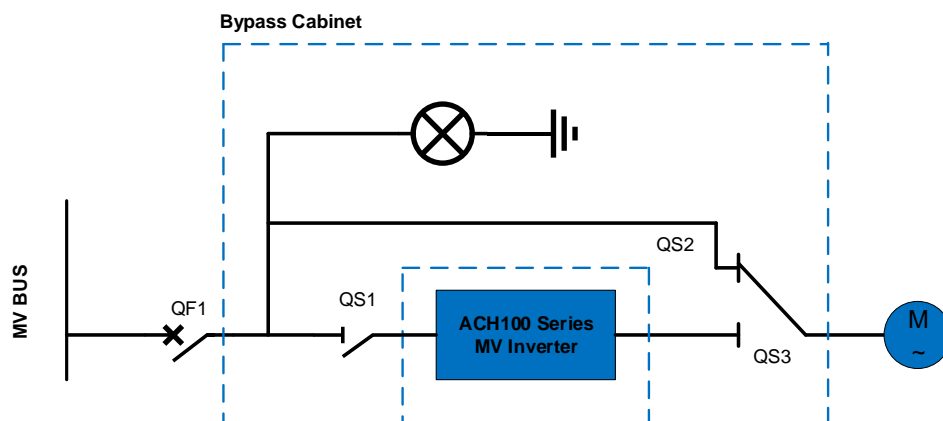 Bypass Cabinet
MV BUS
QF1
QS1
QS2
ACH100 Series
MV Inverter
QS3
M
~